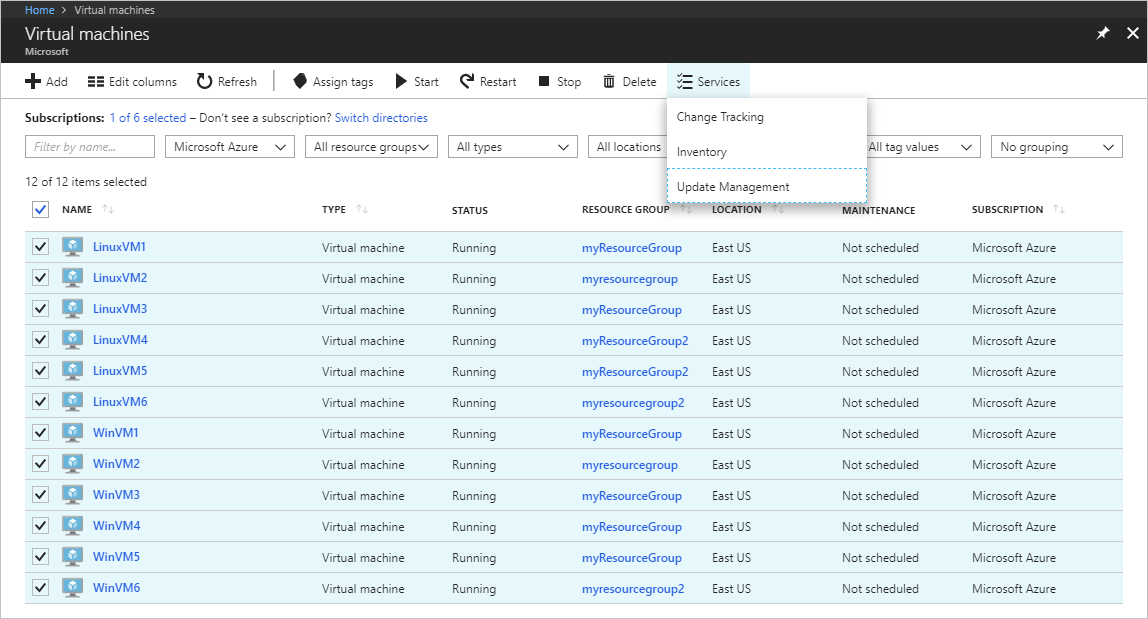 Home > Virtual machines
Virtual machines
Microsoft
Add Edit columns Refresh Assign tags Start Restart Stop Delete Services
Subscriptions: 1 of 6 selected – Don't see a subscription? Switch directories
Change Tracking
Filter by name... Microsoft Azure All resource groups All types All locations All tag values No grouping
Inventory
12 of 12 items selected
Update Management
NAME TYPE STATUS RESOURCE GROUP LOCATION MAINTENANCE SUBSCRIPTION
LinuxVM1 Virtual machine Running myResourceGroup East US Not scheduled Microsoft Azure
LinuxVM2 Virtual machine Running myresourcegroup East US Not scheduled Microsoft Azure
LinuxVM3 Virtual machine Running myResourceGroup East US Not scheduled Microsoft Azure
LinuxVM4 Virtual machine Running myResourceGroup2 East US Not scheduled Microsoft Azure
LinuxVM5 Virtual machine Running myResourceGroup2 East US Not scheduled Microsoft Azure
LinuxVM6 Virtual machine Running myresourcegroup2 East US Not scheduled Microsoft Azure
WinVM1 Virtual machine Running myResourceGroup East US Not scheduled Microsoft Azure
WinVM2 Virtual machine Running myresourcegroup East US Not scheduled Microsoft Azure
WinVM3 Virtual machine Running myResourceGroup East US Not scheduled Microsoft Azure
WinVM4 Virtual machine Running myResourceGroup East US Not scheduled Microsoft Azure
WinVM5 Virtual machine Running myResourceGroup East US Not scheduled Microsoft Azure
WinVM6 Virtual machine Running myresourcegroup2 East US Not scheduled Microsoft Azure